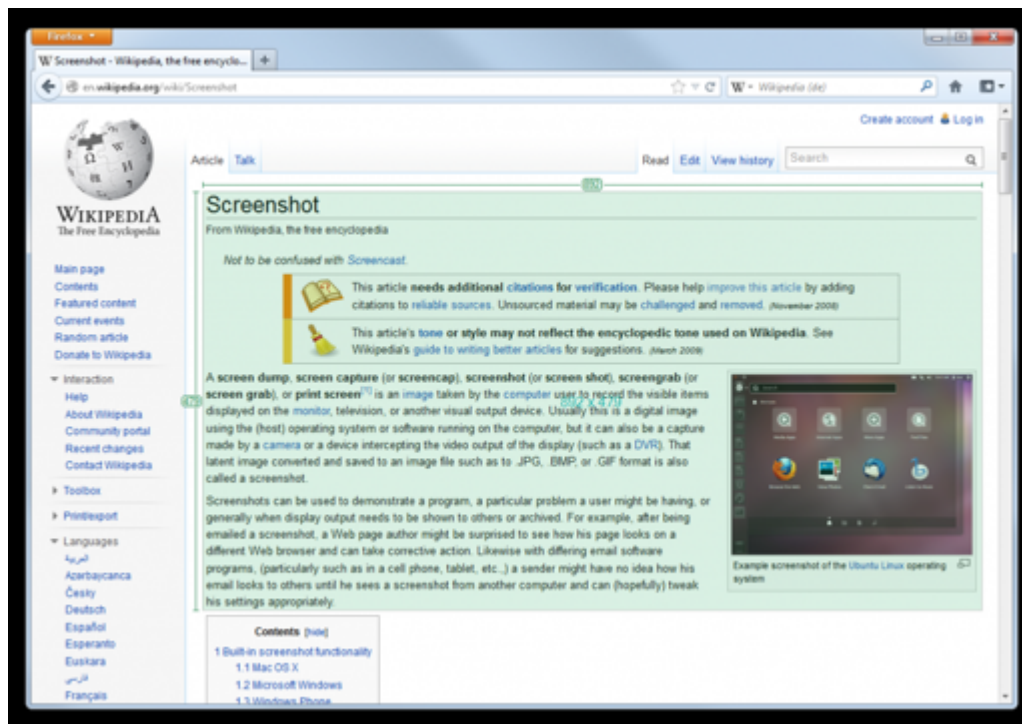 Firefox
Screenshot - Wikipedia, the free encyclo...
en.wikipedia.org/wiki/Screenshot
W - Wikipedia (de)
Create account Log in
Article Talk
Read Edit View history Search
892
WIKIPEDIA
The Free Encyclopedia
Main page
Contents
Featured content
Current events
Random article
Donate to Wikipedia
Interaction
Help
About Wikipedia
Community portal
Recent changes
Contact Wikipedia
Toolbox
Print/export
Languages
العربية
Azərbaycanca
Česky
Deutsch
Español
Esperanto
Euskara
فارسی
Français
Screenshot
From Wikipedia, the free encyclopedia
Not to be confused with Screencast.
This article needs additional citations for verification. Please help improve this article by adding
citations to reliable sources. Unsourced material may be challenged and removed. (November 2008)
This article's tone or style may not reflect the encyclopedic tone used on Wikipedia. See
Wikipedia's guide to writing better articles for suggestions. (March 2009)
479
892 x 479
A screen dump, screen capture (or screencap), screenshot (or screen shot), screengrab (or
screen grab), or print screen[1] is an image taken by the computer user to record the visible items
displayed on the monitor, television, or another visual output device. Usually this is a digital image
using the (host) operating system or software running on the computer, but it can also be a capture
made by a camera or a device intercepting the video output of the display (such as a DVR). That
latent image converted and saved to an image file such as to .JPG, .BMP, or .GIF format is also
called a screenshot.
Screenshots can be used to demonstrate a program, a particular problem a user might be having, or
generally when display output needs to be shown to others or archived. For example, after being
emailed a screenshot, a Web page author might be surprised to see how his page looks on a
different Web browser and can take corrective action. Likewise with differing email software
programs, (particularly such as in a cell phone, tablet, etc.,) a sender might have no idea how his
email looks to others until he sees a screenshot from another computer and can (hopefully) tweak
his settings appropriately.
Example screenshot of the Ubuntu Linux operating
system
Contents [hide]
1 Built-in screenshot functionality
1.1 Mac OS X
1.2 Microsoft Windows
1.3 Windows Phone